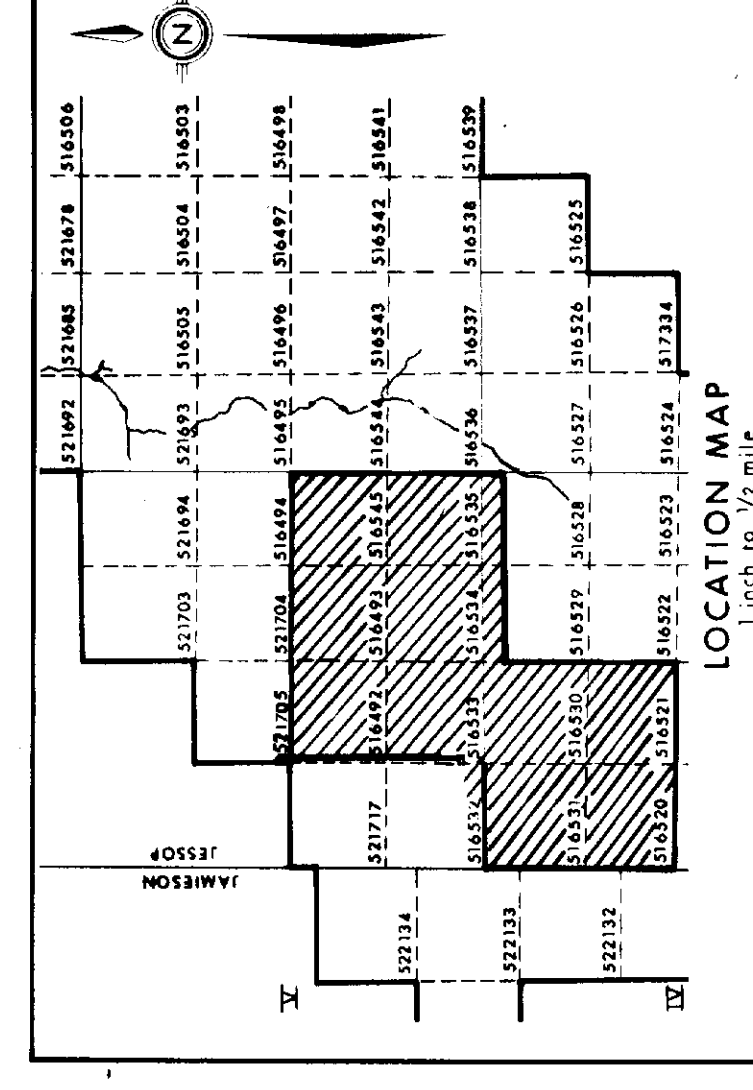 N
521692 521685 521678 516506
521703 521694 521693 516505 516504 516503
521705 521704 516494 516495 516496 516497 516498
521717 516492 516493 516545 516544 516543 516542 516541
516532 516533 516534 516535 516536 516537 516538 516539
516531 516530 516529 516528 516527 516526 516525
516520 516521 516522 516523 516524 517334
522134
522133
522132
JAMIESON
JESSOP
V
IV
LOCATION MAP
1 inch to 1/2 mile